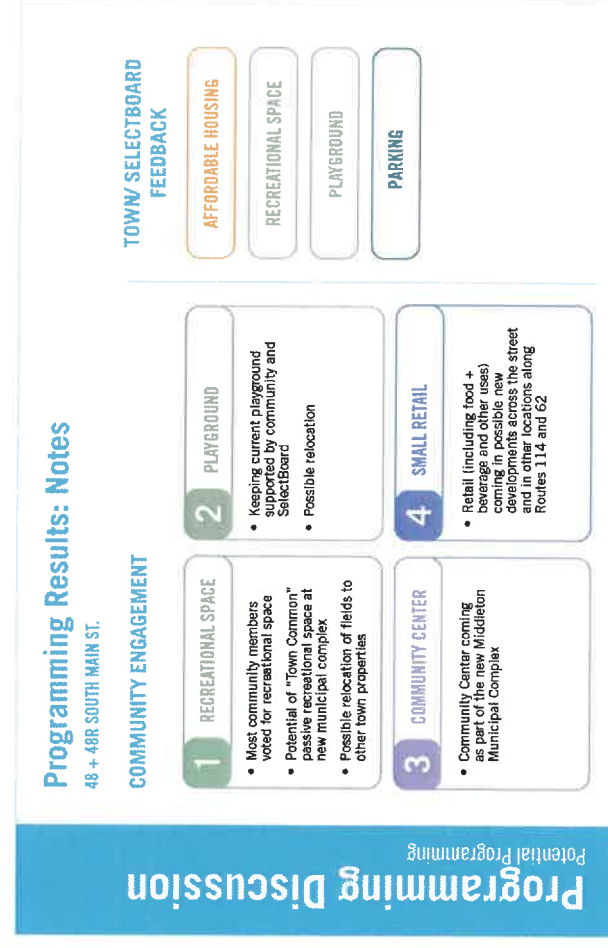 Programming Discussion
Potential Programming
Programming Results: Notes
48 + 48R SOUTH MAIN ST.
COMMUNITY ENGAGEMENT
1
RECREATIONAL SPACE
• Most community members
voted for recreational space
• Potential of "Town Common"
passive recreational space at
new municipal complex
• Possible relocation of fields to
other town properties
2
PLAYGROUND
• Keeping current playground
supported by community and
SelectBoard
• Possible relocation
3
COMMUNITY CENTER
• Community Center coming
as part of the new Middleton
Municipal Complex
4
SMALL RETAIL
• Retail (including food +
beverage and other uses)
coming in possible new
developments across the street
and in other locations along
Routes 114 and 62
TOWN/ SELECTBOARD
FEEDBACK
AFFORDABLE HOUSING
RECREATIONAL SPACE
PLAYGROUND
PARKING